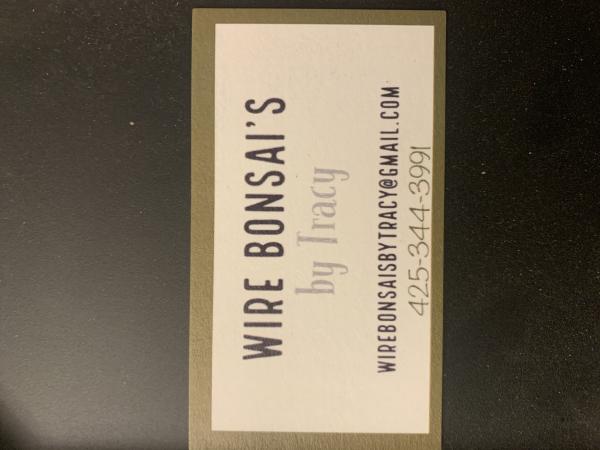 WIRE BONSAI'S
by Tracy
WIREBONSAISBYTRACY@GMAIL.COM
425-344-3991